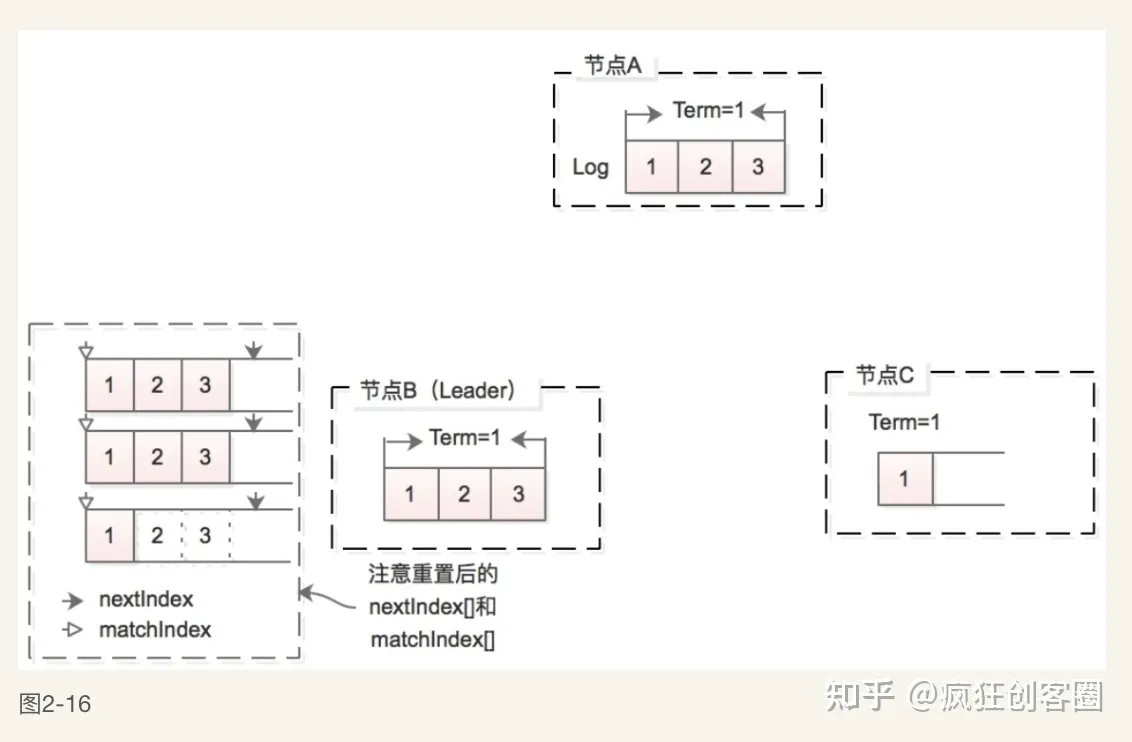 节点A
Term=1
Log
1 2 3
1 2 3
1 2 3
1 2 3
nextIndex
matchIndex
节点B（Leader）
Term=1
1 2 3
注意重置后的
nextIndex[]和
matchIndex[]
节点C
Term=1
1
图2-16
知乎 @疯狂创客圈